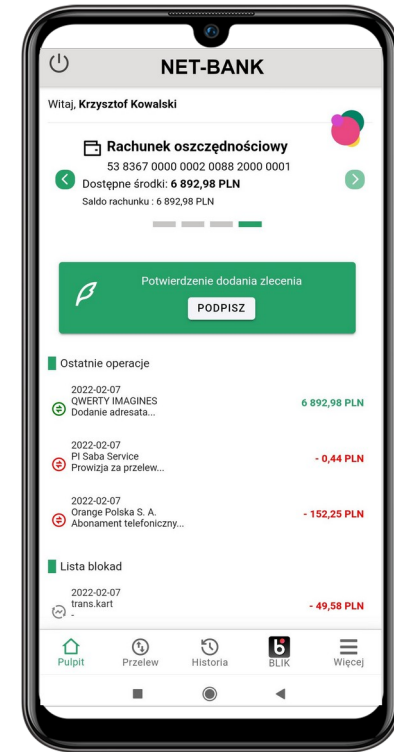 NET-BANK
Witaj, Krzysztof Kowalski
Rachunek oszczędnościowy
53 8367 0000 0002 0088 2000 0001
Dostępne środki: 6 892,98 PLN
Saldo rachunku : 6 892,98 PLN
Potwierdzenie dodania zlecenia
PODPISZ
Ostatnie operacje
2022-02-07
QWERTY IMAGINES
Dodanie adresata...
6 892,98 PLN
2022-02-07
PI Saba Service
Prowizja za przelew...
- 0,44 PLN
2022-02-07
Orange Polska S. A.
Abonament telefoniczny...
- 152,25 PLN
Lista blokad
2022-02-07
trans.kart
-
- 49,58 PLN
Pulpit
Przelew
Historia
BLIK
Więcej